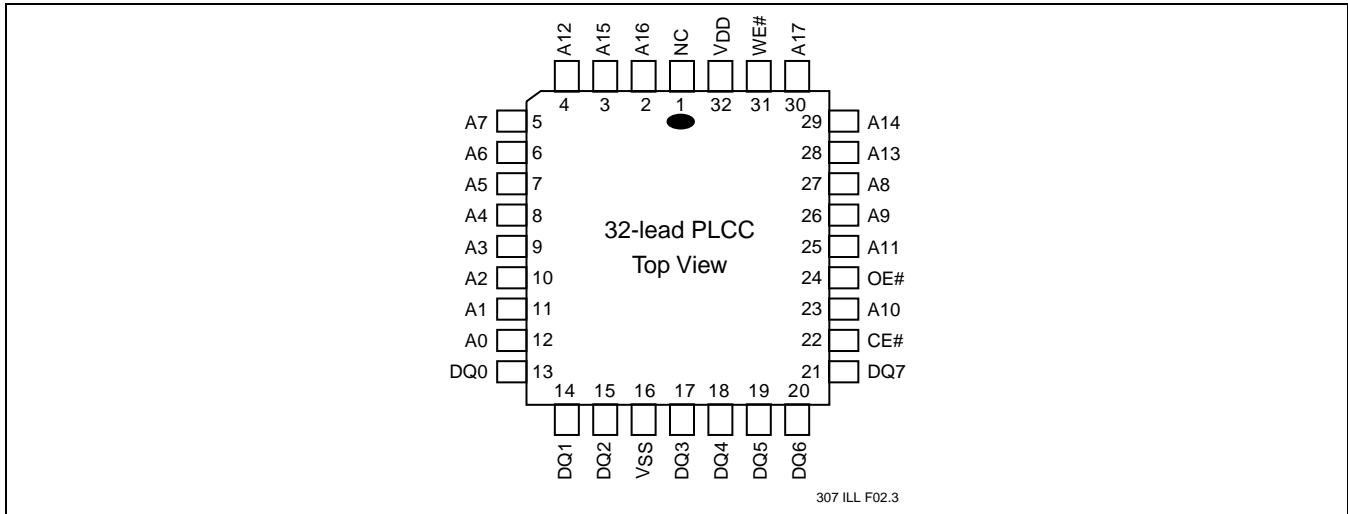 A12 A15 A16 NC VDD WE# A17
4 3 2 1 32 31 30
A7 5 29 A14
A6 6 28 A13
A5 7 27 A8
A4 8 26 A9
A3 9 25 A11
32-lead PLCC
Top View
A2 10 24 OE#
A1 11 23 A10
A0 12 22 CE#
DQ0 13 21 DQ7
14 15 16 17 18 19 20
DQ1 DQ2 VSS DQ3 DQ4 DQ5 DQ6
307 ILL F02.3